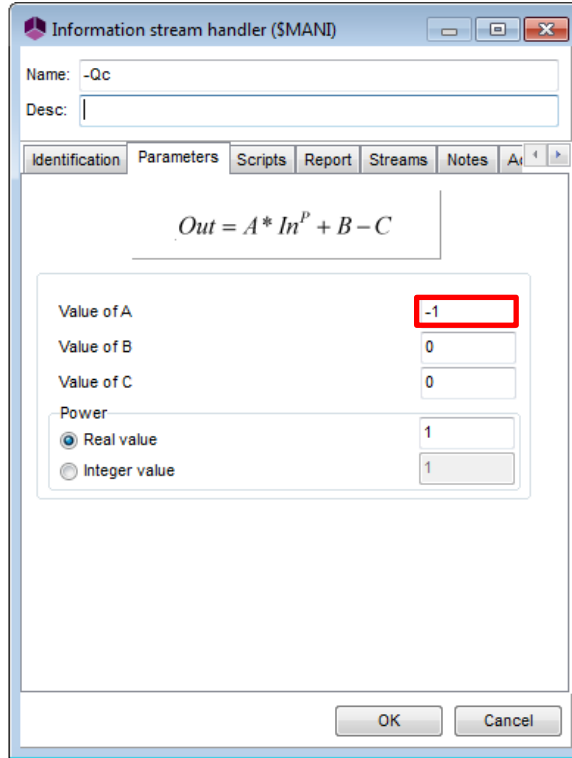 Information stream handler ($MANI)
Name: -Qc
Desc:
Identification Parameters Scripts Report Streams Notes
Out = A* In^P + B − C
Value of A -1
Value of B 0
Value of C 0
Power
Real value 1
Integer value 1
OK Cancel